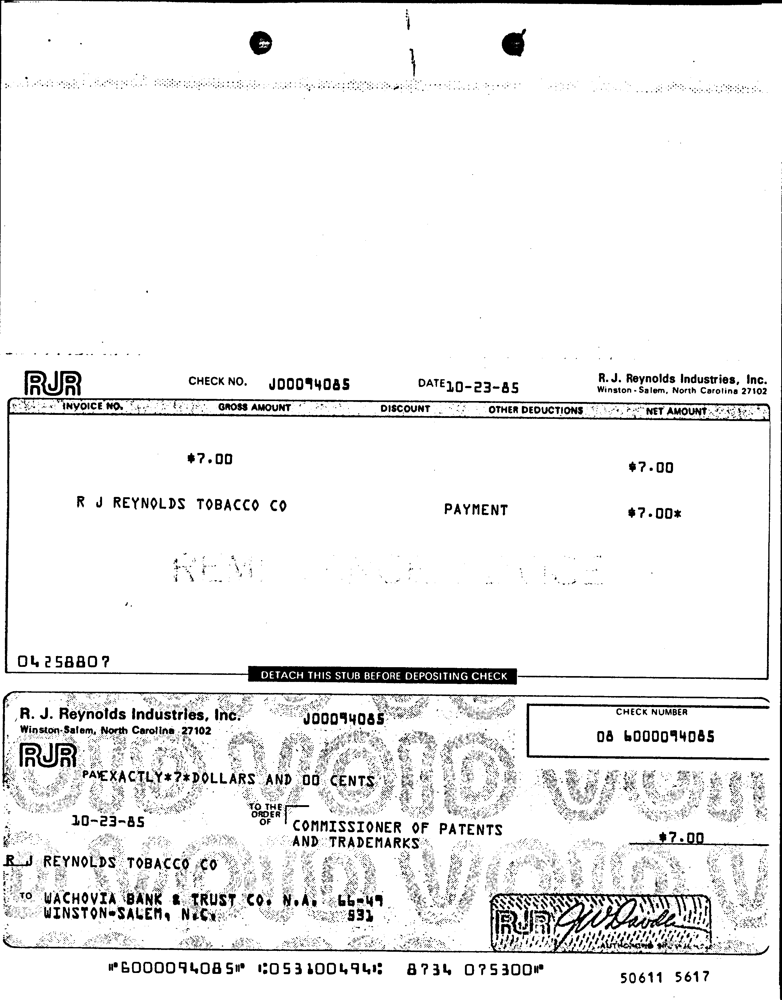 RJR CHECK NO. J00094085 DATE 10-23-85 R. J. Reynolds Industries, Inc.
Winston-Salem, North Carolina 27102
INVOICE NO. GROSS AMOUNT DISCOUNT OTHER DEDUCTIONS NET AMOUNT
$7.00 $7.00
R J REYNOLDS TOBACCO CO PAYMENT $7.00*
04258807
DETACH THIS STUB BEFORE DEPOSITING CHECK
R. J. Reynolds Industries, Inc. J00094085 CHECK NUMBER
Winston-Salem, North Carolina 27102
08 6000094085
RJR
VOID VOID
PAY EXACTLY*7*DOLLARS AND 00 CENTS
10-23-85 TO THE ORDER OF COMMISSIONER OF PATENTS
AND TRADEMARKS $7.00
R J REYNOLDS TOBACCO CO
TO WACHOVIA BANK & TRUST CO. N.A. 66-49
WINSTON-SALEM, N.C. 531
RJR
⑈6000094085⑈ ⑆053100494⑆ 8734 075300⑈
50611 5617